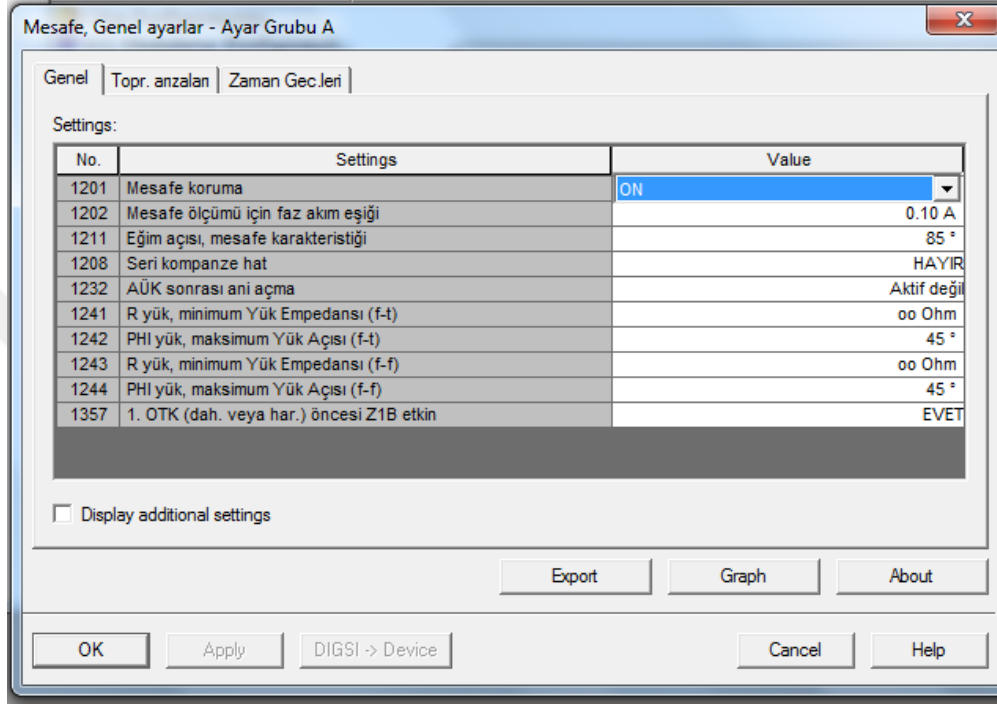 Mesafe, Genel ayarlar - Ayar Grubu A
Genel Topr. arızaları Zaman Gec.leri
Settings:
No. Settings Value
1201 Mesafe koruma ON
1202 Mesafe ölçümü için faz akım eşiği 0.10 A
1211 Eğim açısı, mesafe karakteristiği 85 °
1208 Seri kompanze hat HAYIR
1232 AÜK sonrası ani açma Aktif değil
1241 R yük, minimum Yük Empedansı (f-t) oo Ohm
1242 PHI yük, maksimum Yük Açısı (f-t) 45 °
1243 R yük, minimum Yük Empedansı (f-f) oo Ohm
1244 PHI yük, maksimum Yük Açısı (f-f) 45 °
1357 1. OTK (dah. veya har.) öncesi Z1B etkin EVET
Display additional settings
Export Graph About
OK Apply DIGSI -> Device Cancel Help